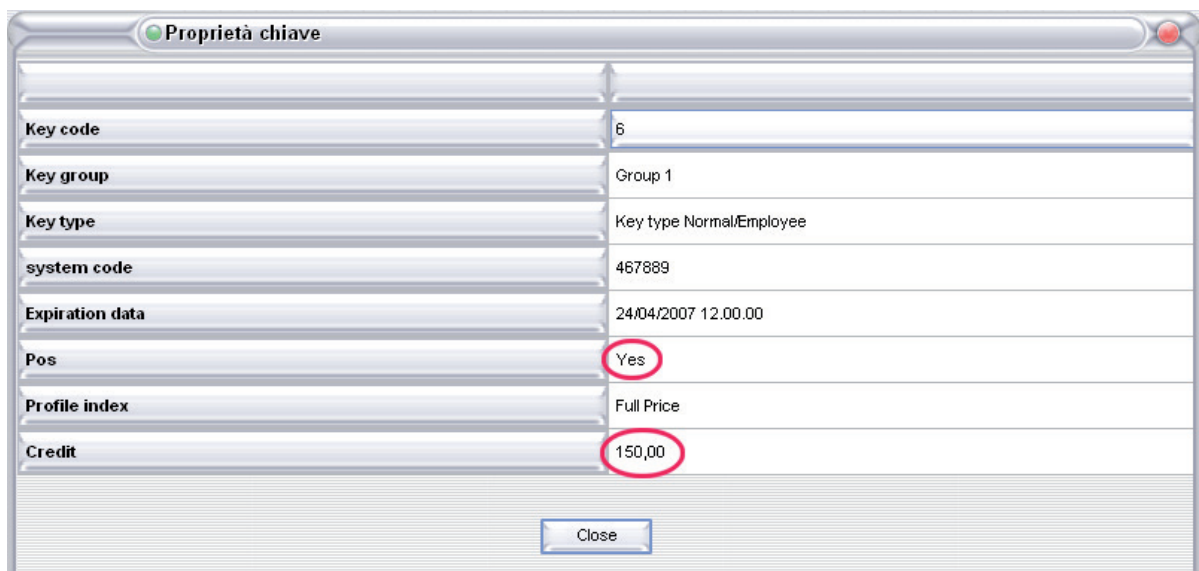 Proprietà chiave
Key code 6
Key group Group 1
Key type Key type Normal/Employee
system code 467889
Expiration data 24/04/2007 12.00.00
Pos Yes
Profile index Full Price
Credit 150,00
Close